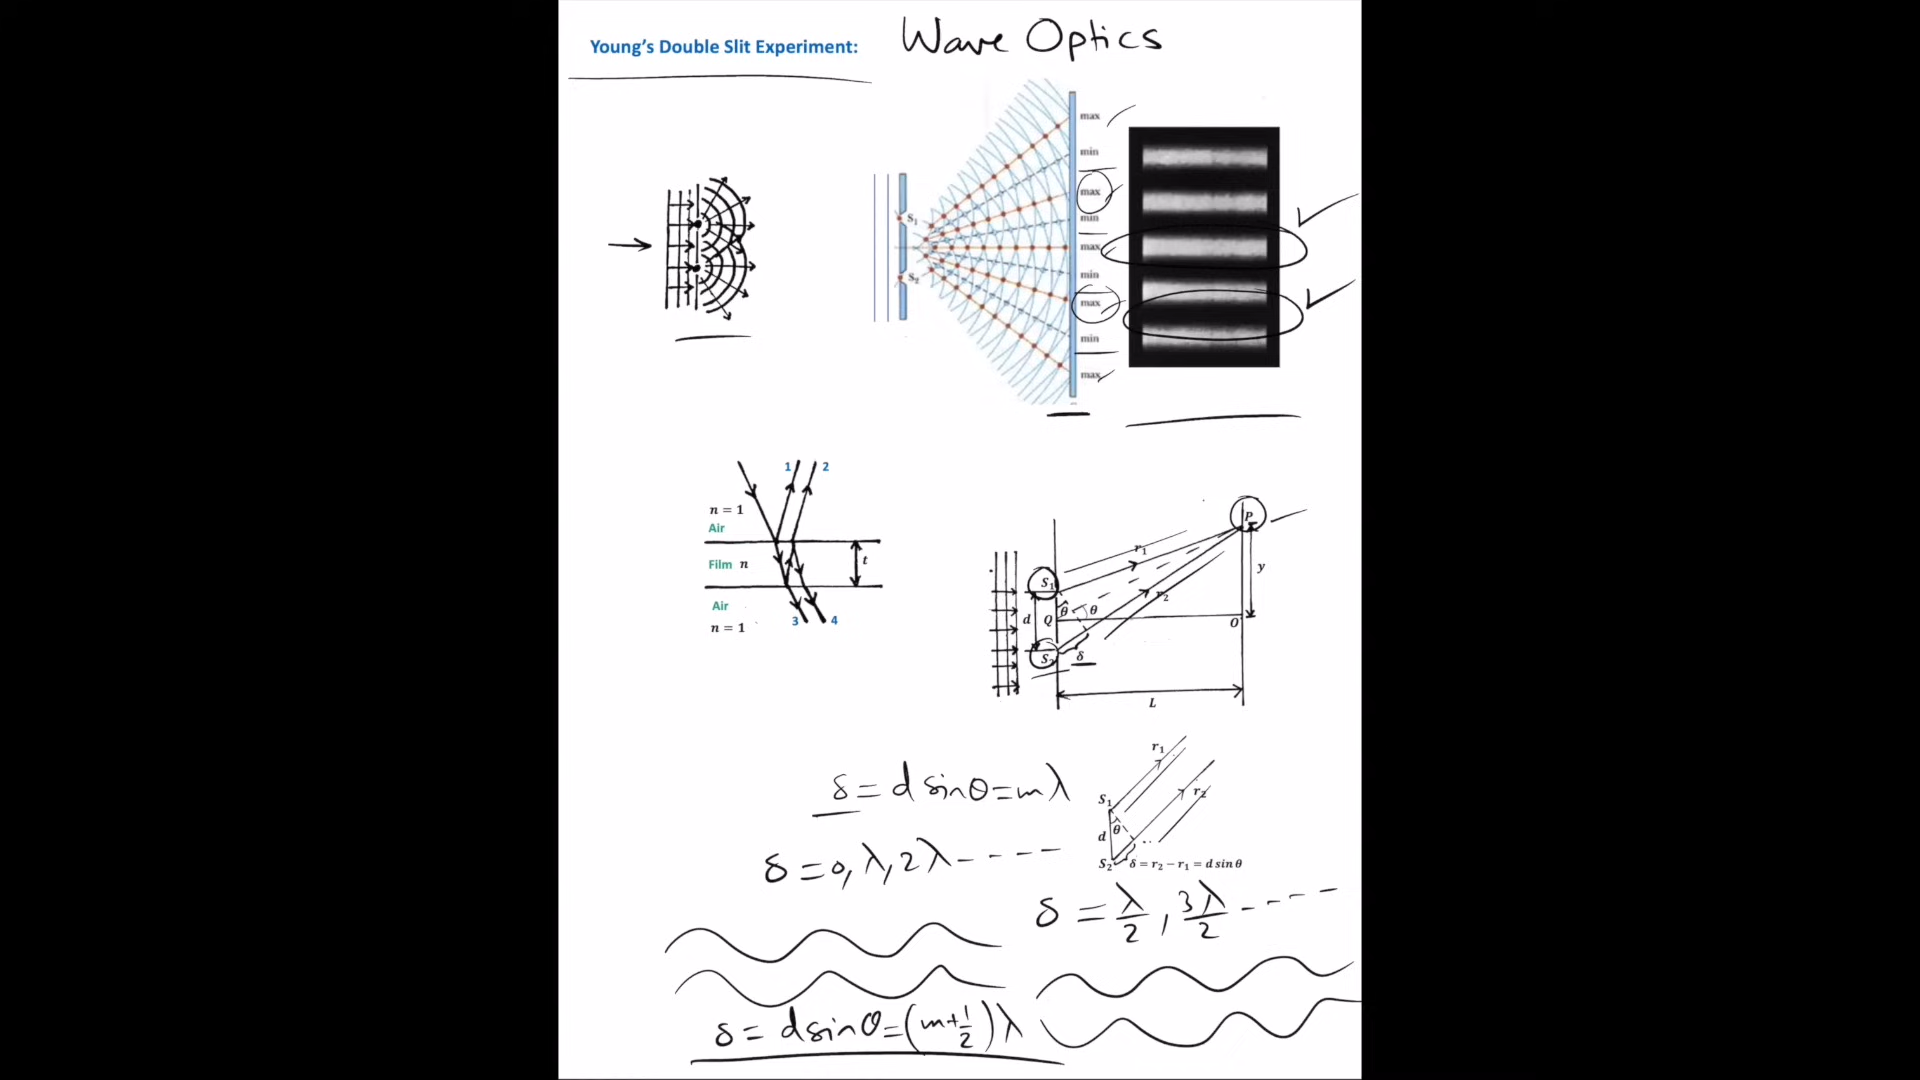 Young's Double Slit Experiment:
Wave Optics
max
min
max
min
max
min
max
min
max
S₁
S₂
1
2
n = 1
Air
Film n
t
Air
n = 1
3
4
P
r₁
y
S₁
r₂
θ
θ
d
Q
O
S₂
δ
L
r₁
δ = d sinθ = mλ
S₁
r₂
d
θ
S₂
δ = r₂ − r₁ = d sin θ
δ = 0, λ, 2λ - - - -
δ = λ/2, 3λ/2 - - - -
δ = d sinθ = (m+1/2) λ